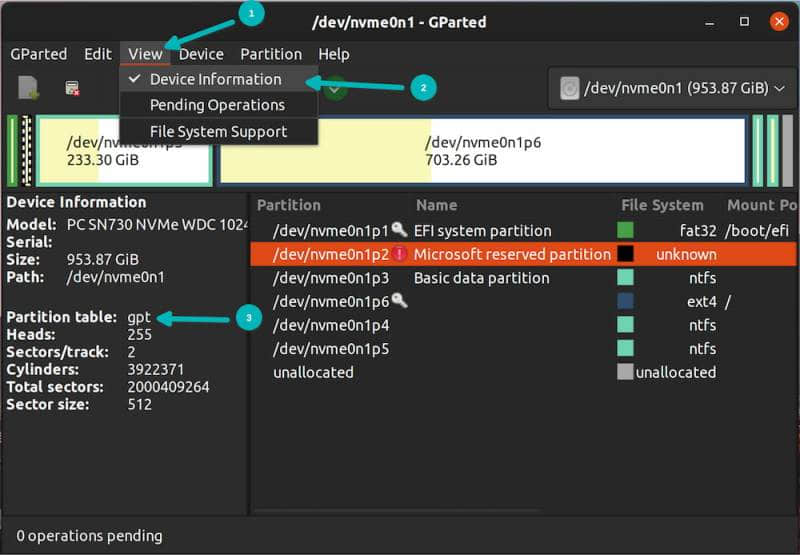 /dev/nvme0n1 - GParted
1
GParted Edit View Device Partition Help
Device Information
2
Pending Operations
File System Support
/dev/nvme0n1 (953.87 GiB)
233.30 GiB
/dev/nvme0n1p6
703.26 GiB
Device Information
Model: PC SN730 NVMe WDC 1024
Serial:
Size: 953.87 GiB
Path: /dev/nvme0n1
Partition table: gpt
3
Heads: 255
Sectors/track: 2
Cylinders: 3922371
Total sectors: 2000409264
Sector size: 512
Partition Name File System Mount Po
/dev/nvme0n1p1 EFI system partition fat32 /boot/efi
/dev/nvme0n1p2 Microsoft reserved partition unknown
/dev/nvme0n1p3 Basic data partition ntfs
/dev/nvme0n1p6 ext4 /
/dev/nvme0n1p4 ntfs
/dev/nvme0n1p5 ntfs
unallocated unallocated
0 operations pending